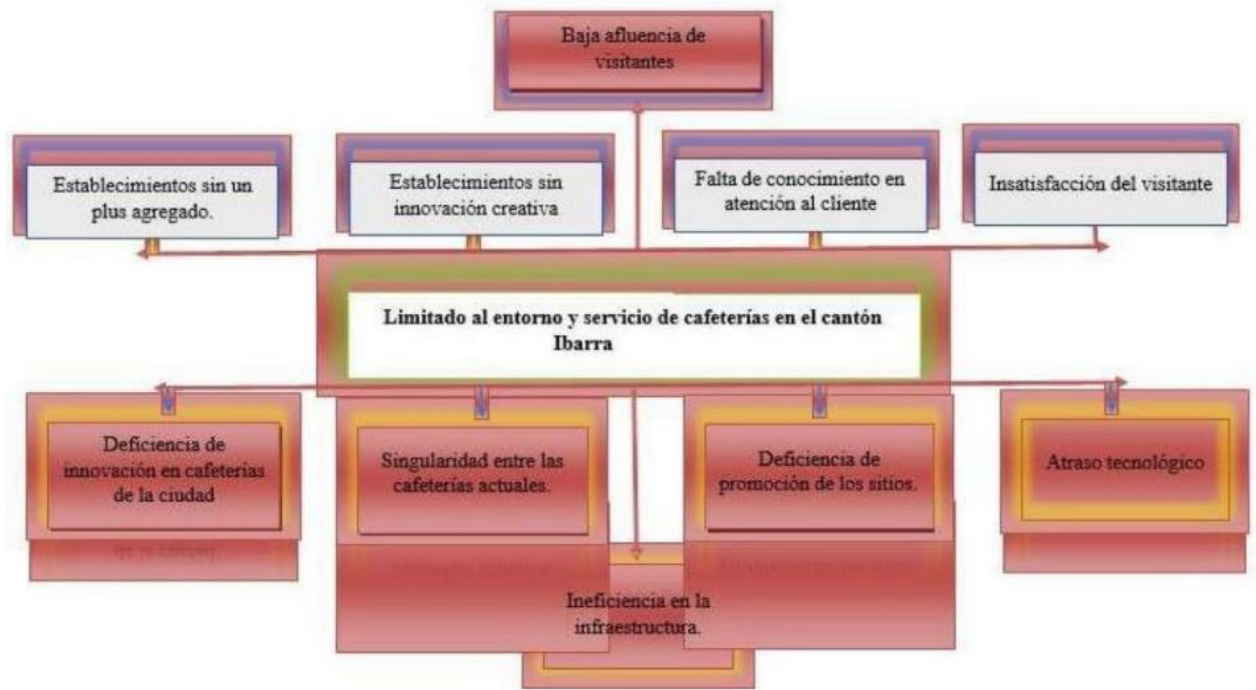 Baja afluencia de
visitantes
Establecimientos sin un
plus agregado.
Establecimientos sin
innovación creativa
Falta de conocimiento en
atención al cliente
Insatisfacción del visitante
Limitado al entorno y servicio de cafeterías en el cantón
Ibarra
Deficiencia de
innovación en cafeterías
de la ciudad
Singularidad entre las
cafeterías actuales.
Deficiencia de
promoción de los sitios.
Atraso tecnológico
Ineficiencia en la
infraestructura.